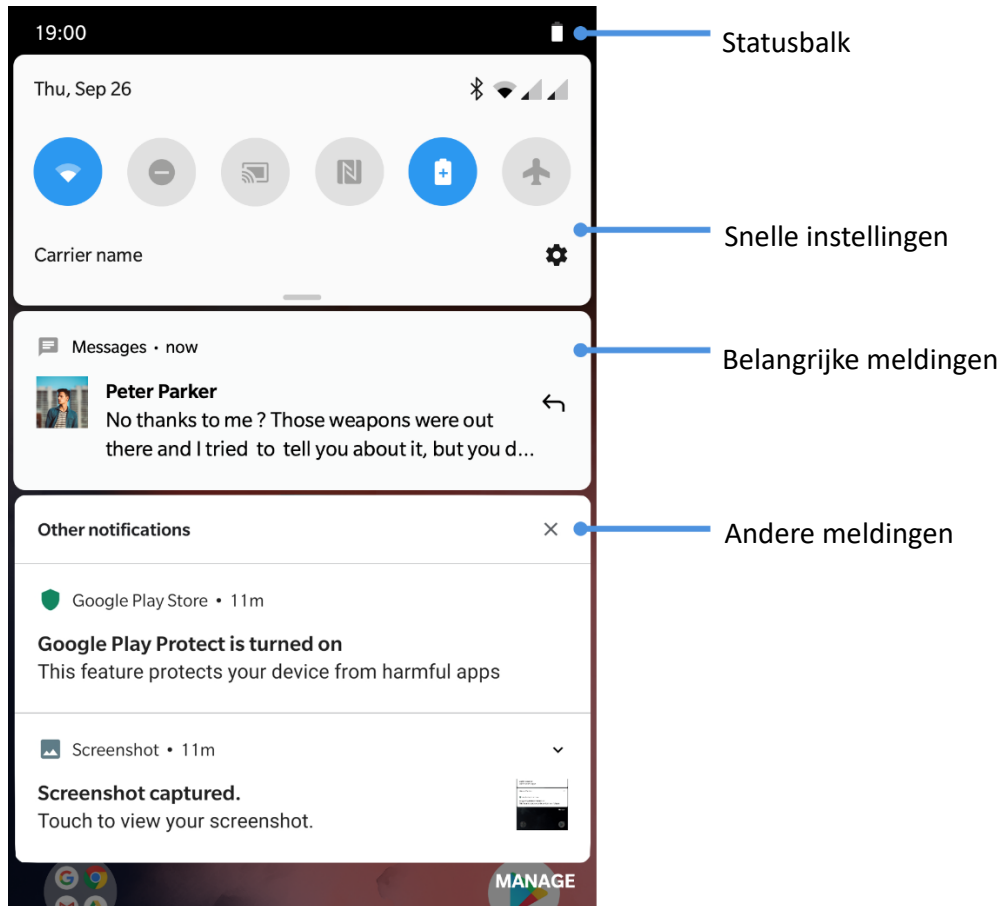 19:00
Statusbalk
Thu, Sep 26
Snelle instellingen
Carrier name
Messages • now
Belangrijke meldingen
Peter Parker
No thanks to me ? Those weapons were out
there and I tried to tell you about it, but you d...
Other notifications
Andere meldingen
Google Play Store • 11m
Google Play Protect is turned on
This feature protects your device from harmful apps
Screenshot • 11m
Screenshot captured.
Touch to view your screenshot.
MANAGE